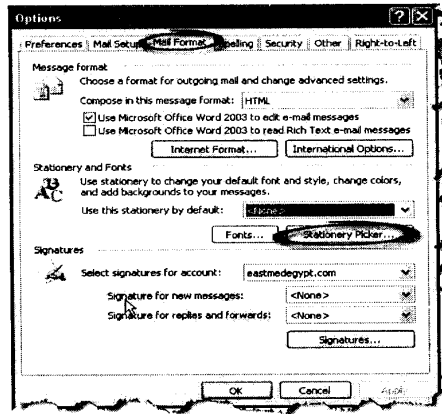 Options
Preferences Mail Setup Mail Format Spelling Security Other Right-to-Left
Message format
Choose a format for outgoing mail and change advanced settings.
Compose in this message format: HTML
Use Microsoft Office Word 2003 to edit e-mail messages
Use Microsoft Office Word 2003 to read Rich Text e-mail messages
Internet Format... International Options...
Stationery and Fonts
Use stationery to change your default font and style, change colors,
and add backgrounds to your messages.
Use this stationery by default: <None>
Fonts... Stationery Picker...
Signatures
Select signatures for account: eastmedegypt.com
Signature for new messages: <None>
Signature for replies and forwards: <None>
Signatures...
OK Cancel Apply